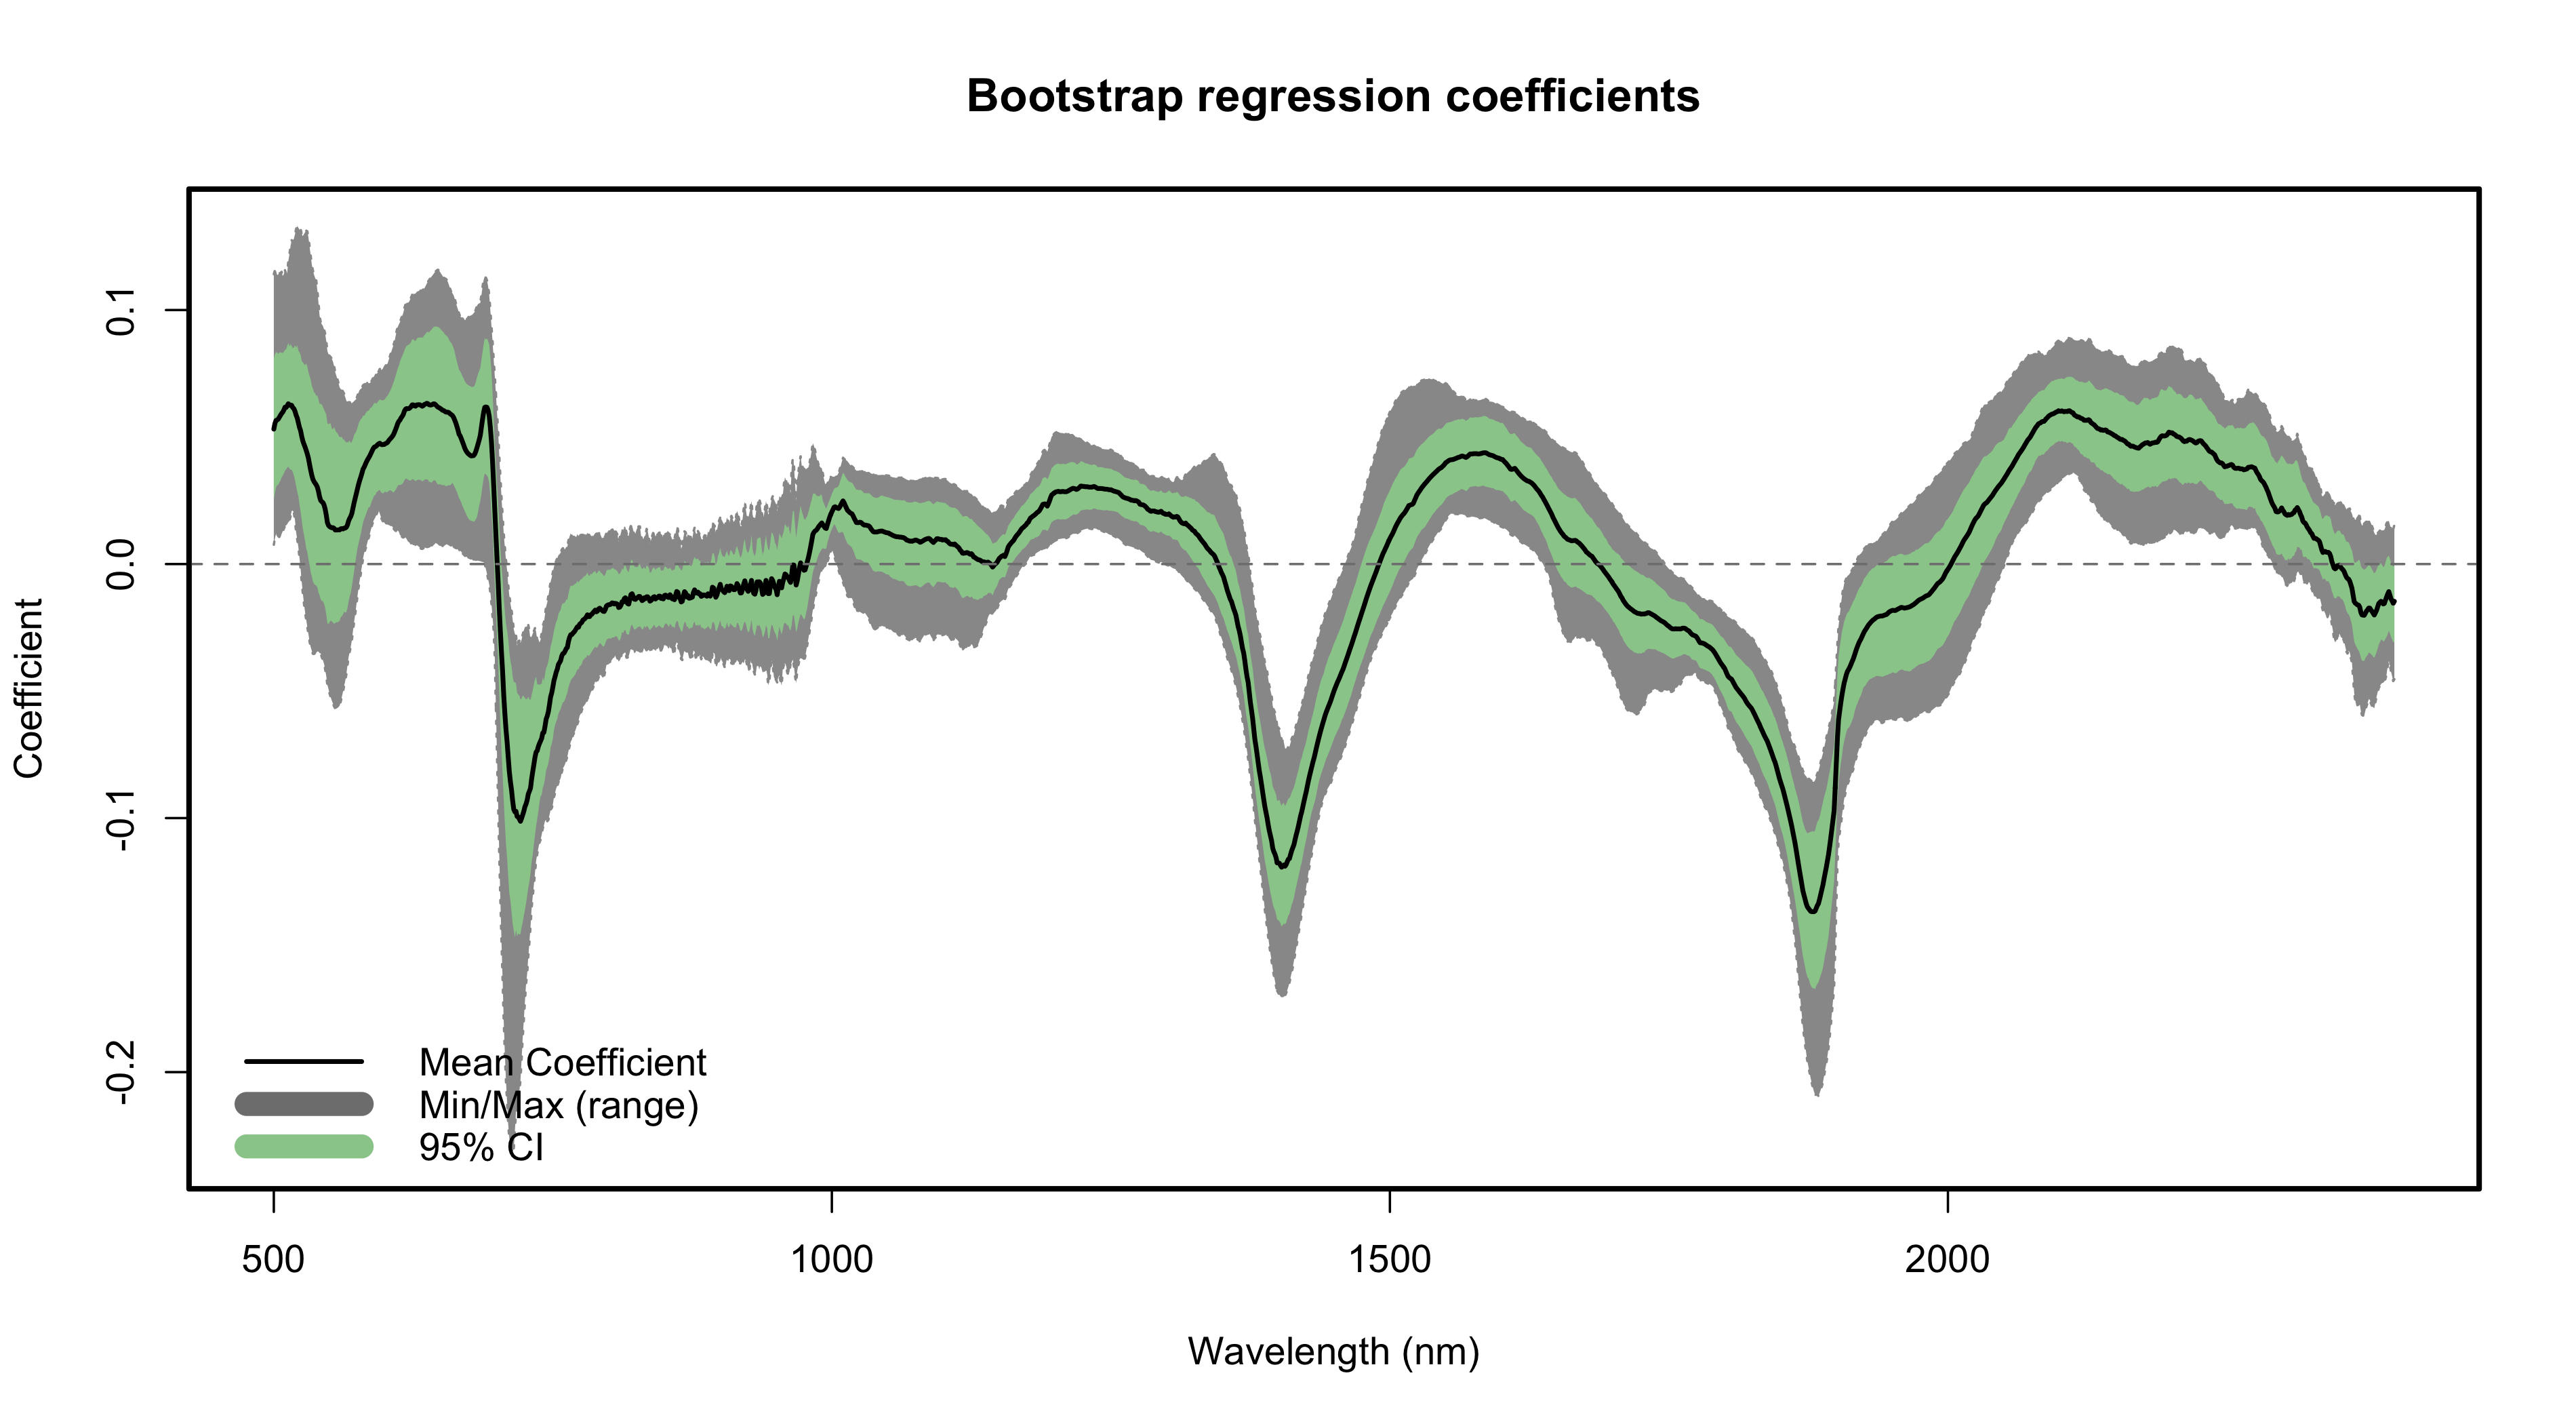 Bootstrap regression coefficients
Coefficient
0.1
0.0
-0.1
-0.2
Mean Coefficient
Min/Max (range)
95% CI
500
1000
1500
2000
Wavelength (nm)